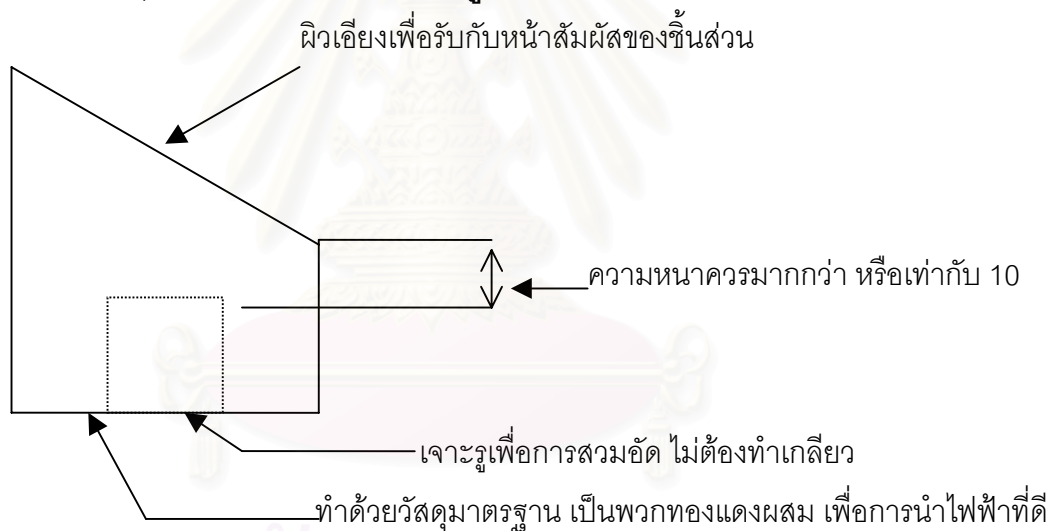 ผิวเอียงเพื่อรับกับหน้าสัมผัสของชิ้นส่วน
ความหนาควรมากกว่า หรือเท่ากับ 10
เจาะรูเพื่อการสวมอัด ไม่ต้องทำเกลียว
ทำด้วยวัสดุมาตรฐาน เป็นพวกทองแดงผสม เพื่อการนำไฟฟ้าที่ดี